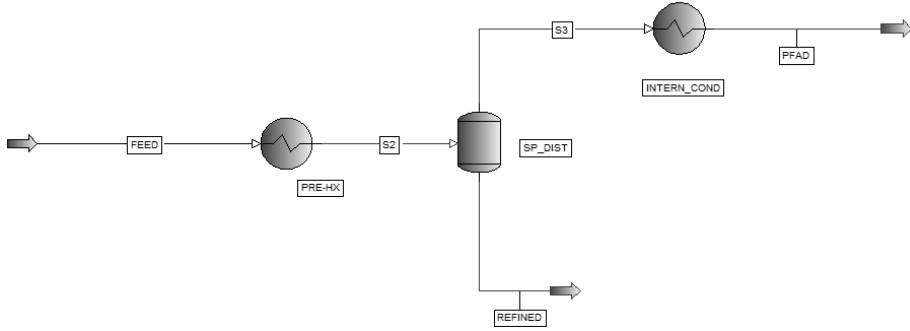 S3
PFAD
INTERN_COND
FEED
S2
SP_DIST
PRE-HX
REFINED